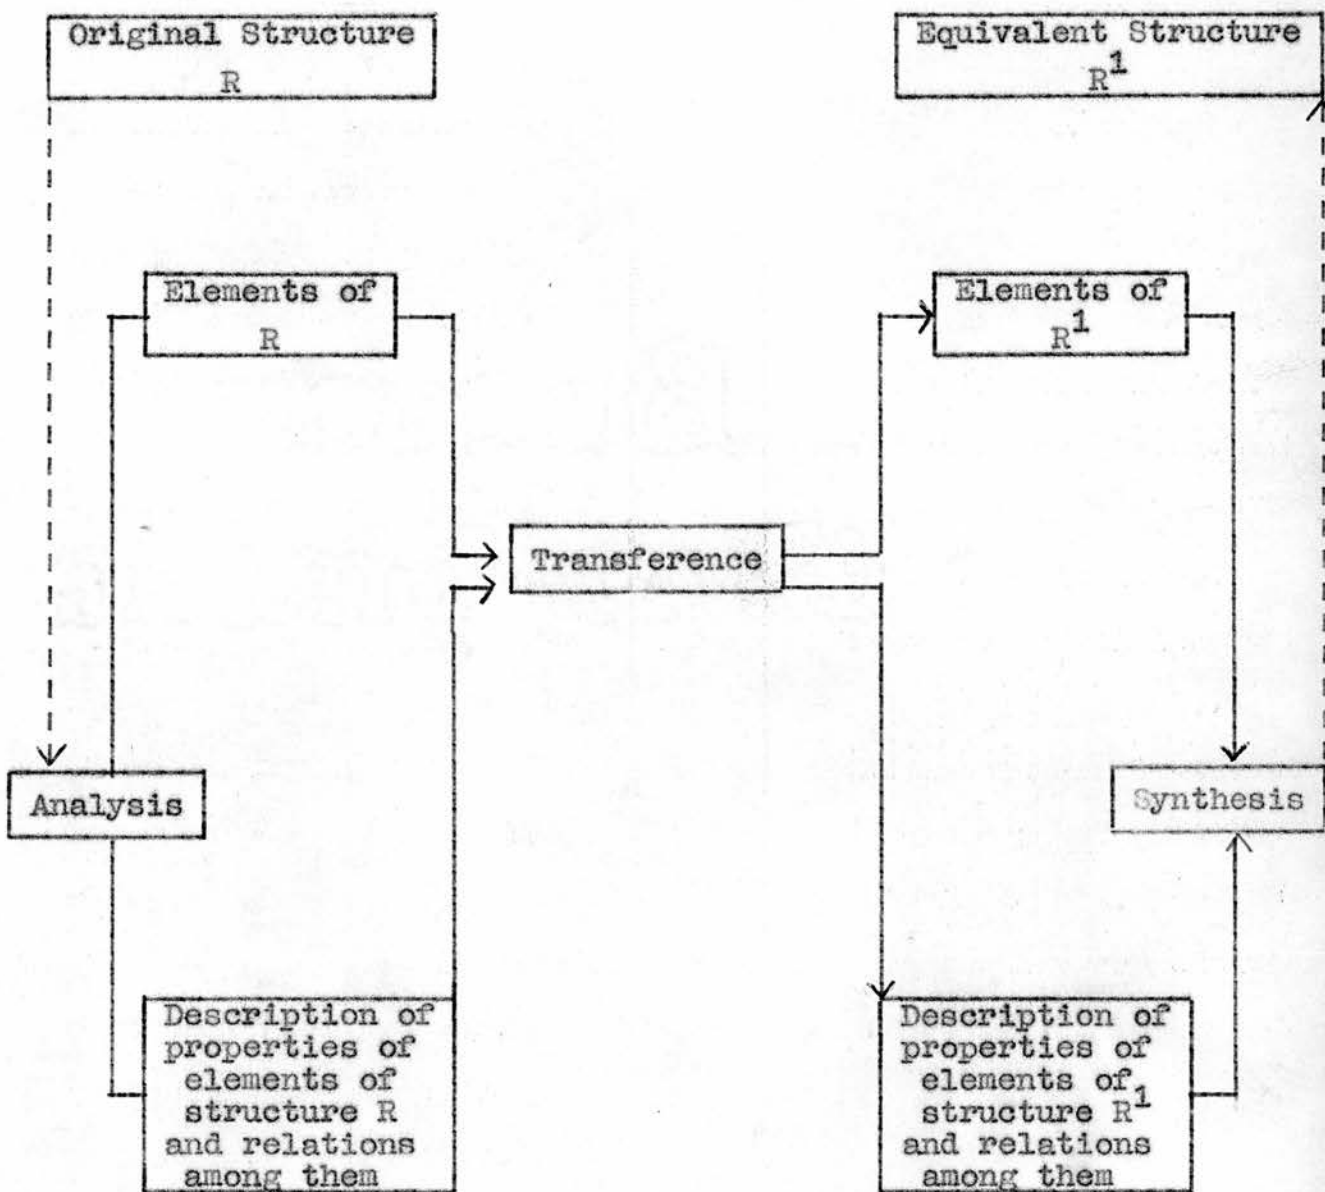 Original Structure
R
Equivalent Structure
R¹
Elements of
R
Elements of
R¹
Transference
Analysis
Synthesis
Description of
properties of
elements of
structure R
and relations
among them
Description of
properties of
elements of
structure R¹
and relations
among them